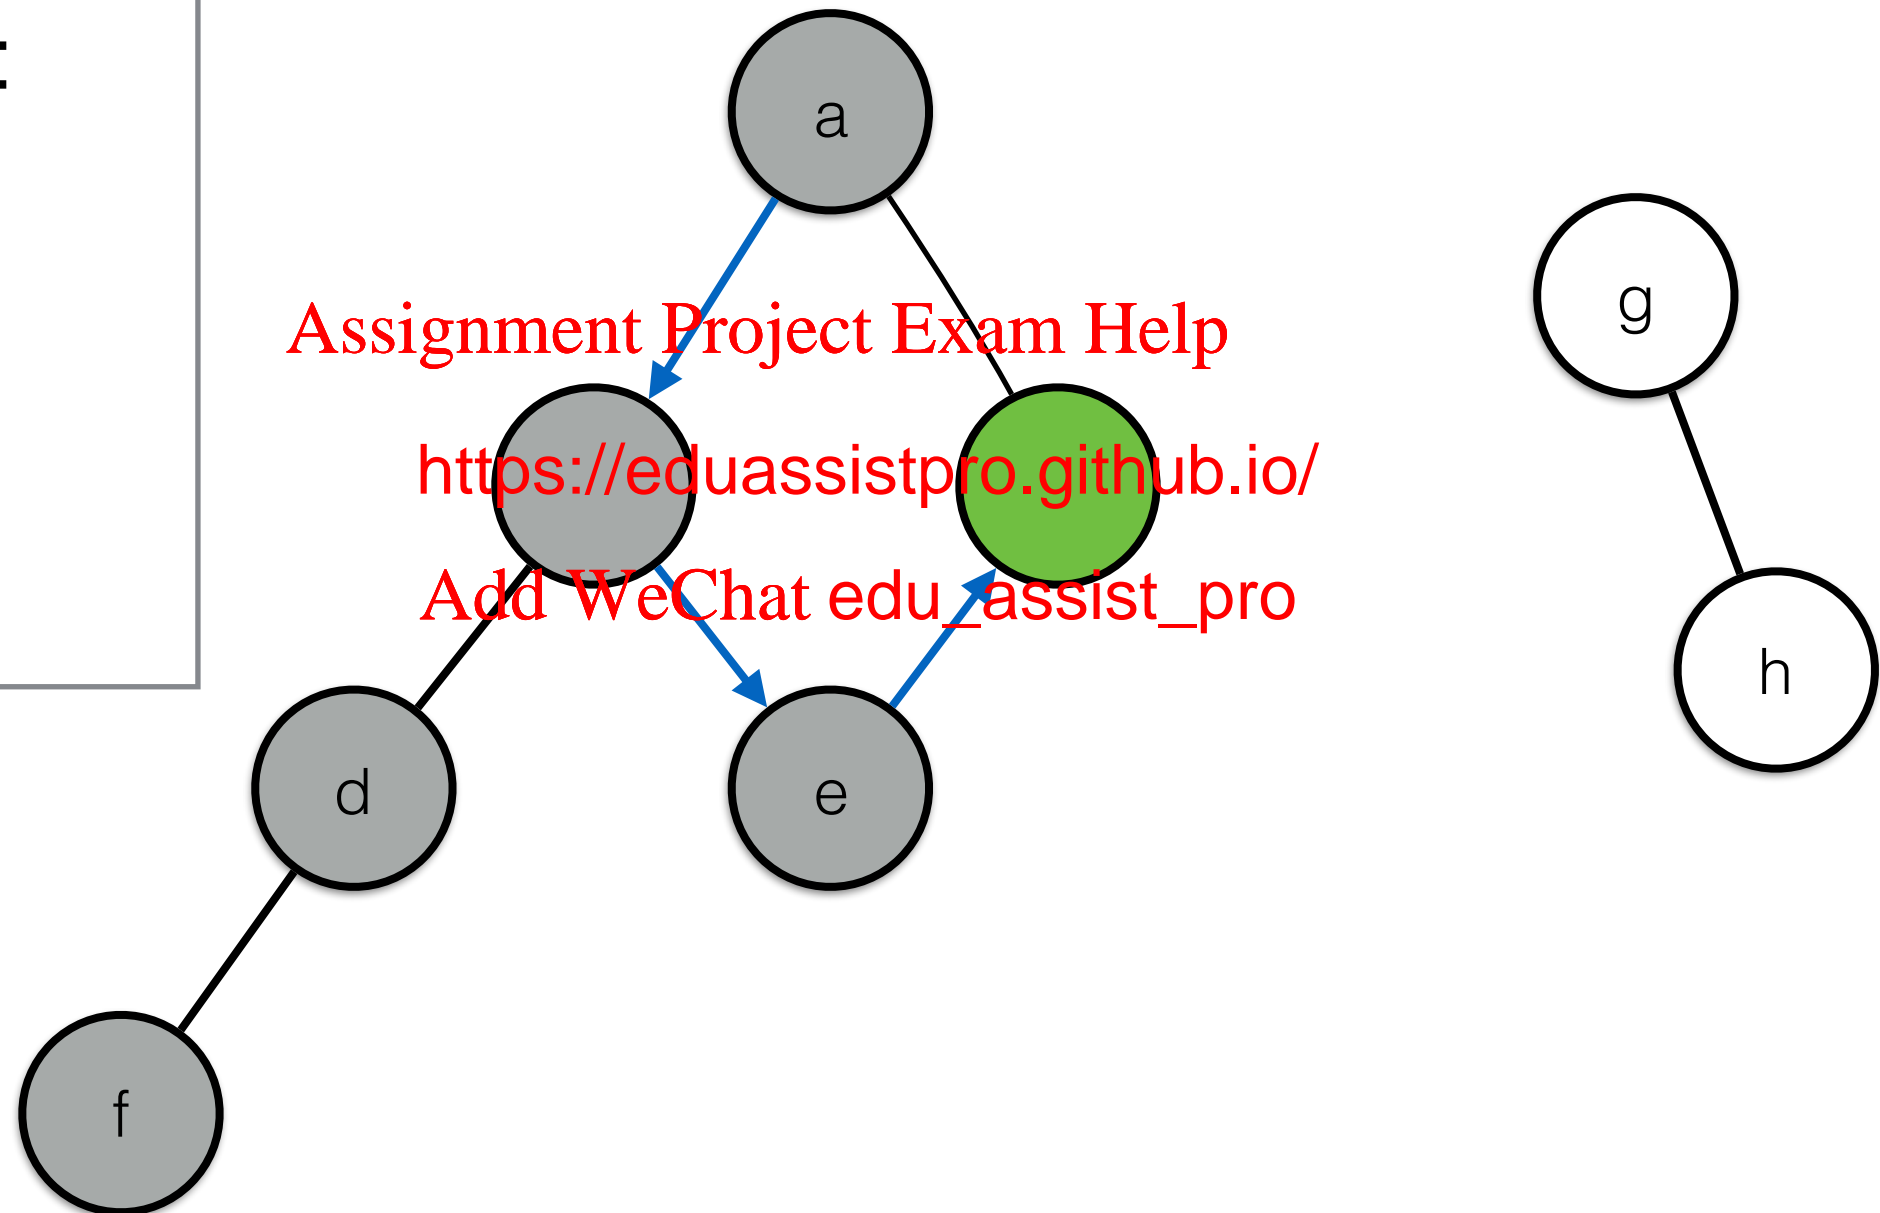 :
a
g
Assignment Project Exam Help
https://eduassistpro.github.io/
Add WeChat edu_assist_pro
h
d
e
f